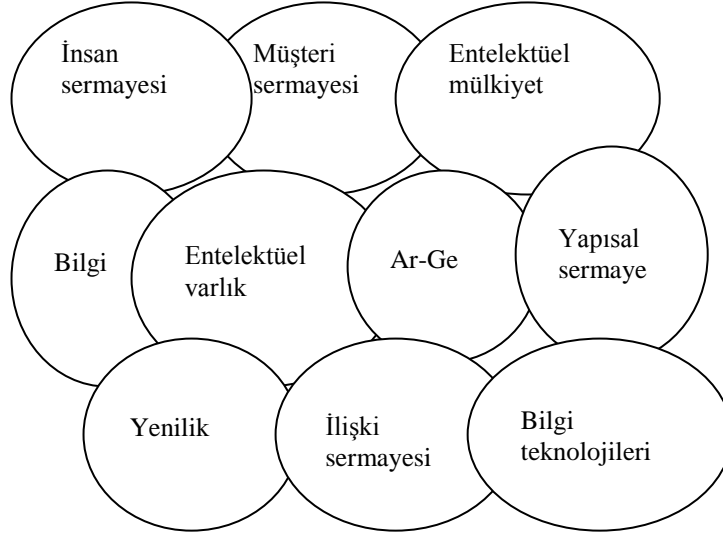 İnsan
sermayesi
Müşteri
sermayesi
Entelektüel
mülkiyet
Bilgi
Entelektüel
varlık
Ar-Ge
Yapısal
sermaye
Yenilik
İlişki
sermayesi
Bilgi
teknolojileri